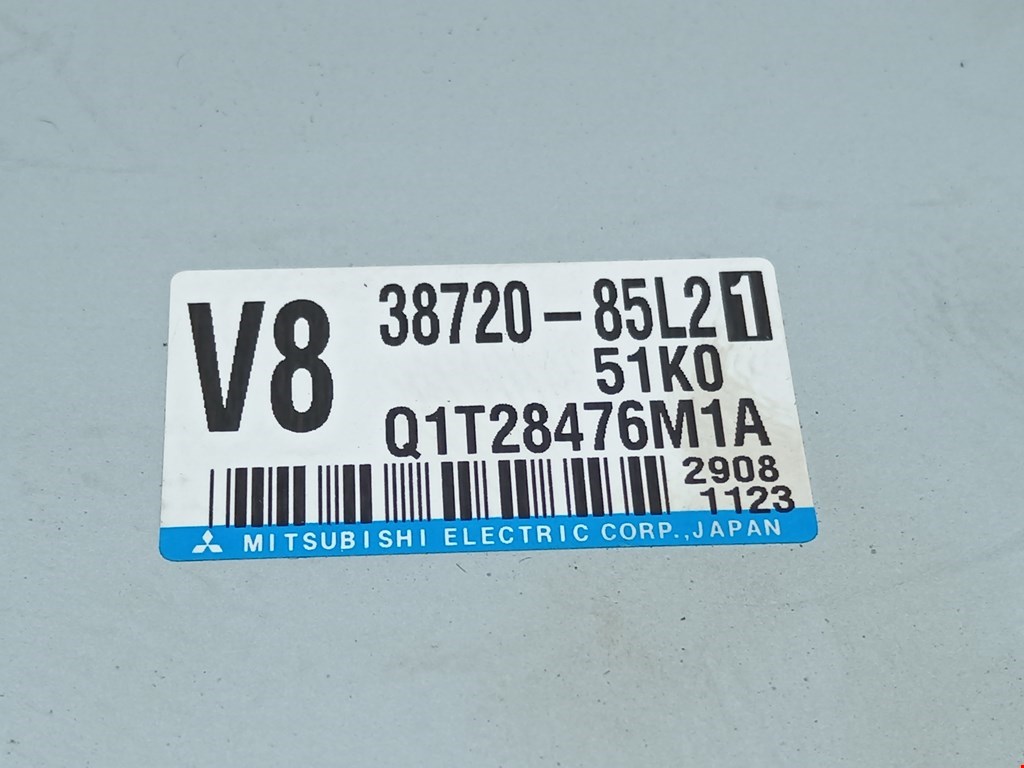 V8
38720-85L21
51K0
Q1T28476M1A
2908
1123
MITSUBISHI ELECTRIC CORP.,JAPAN